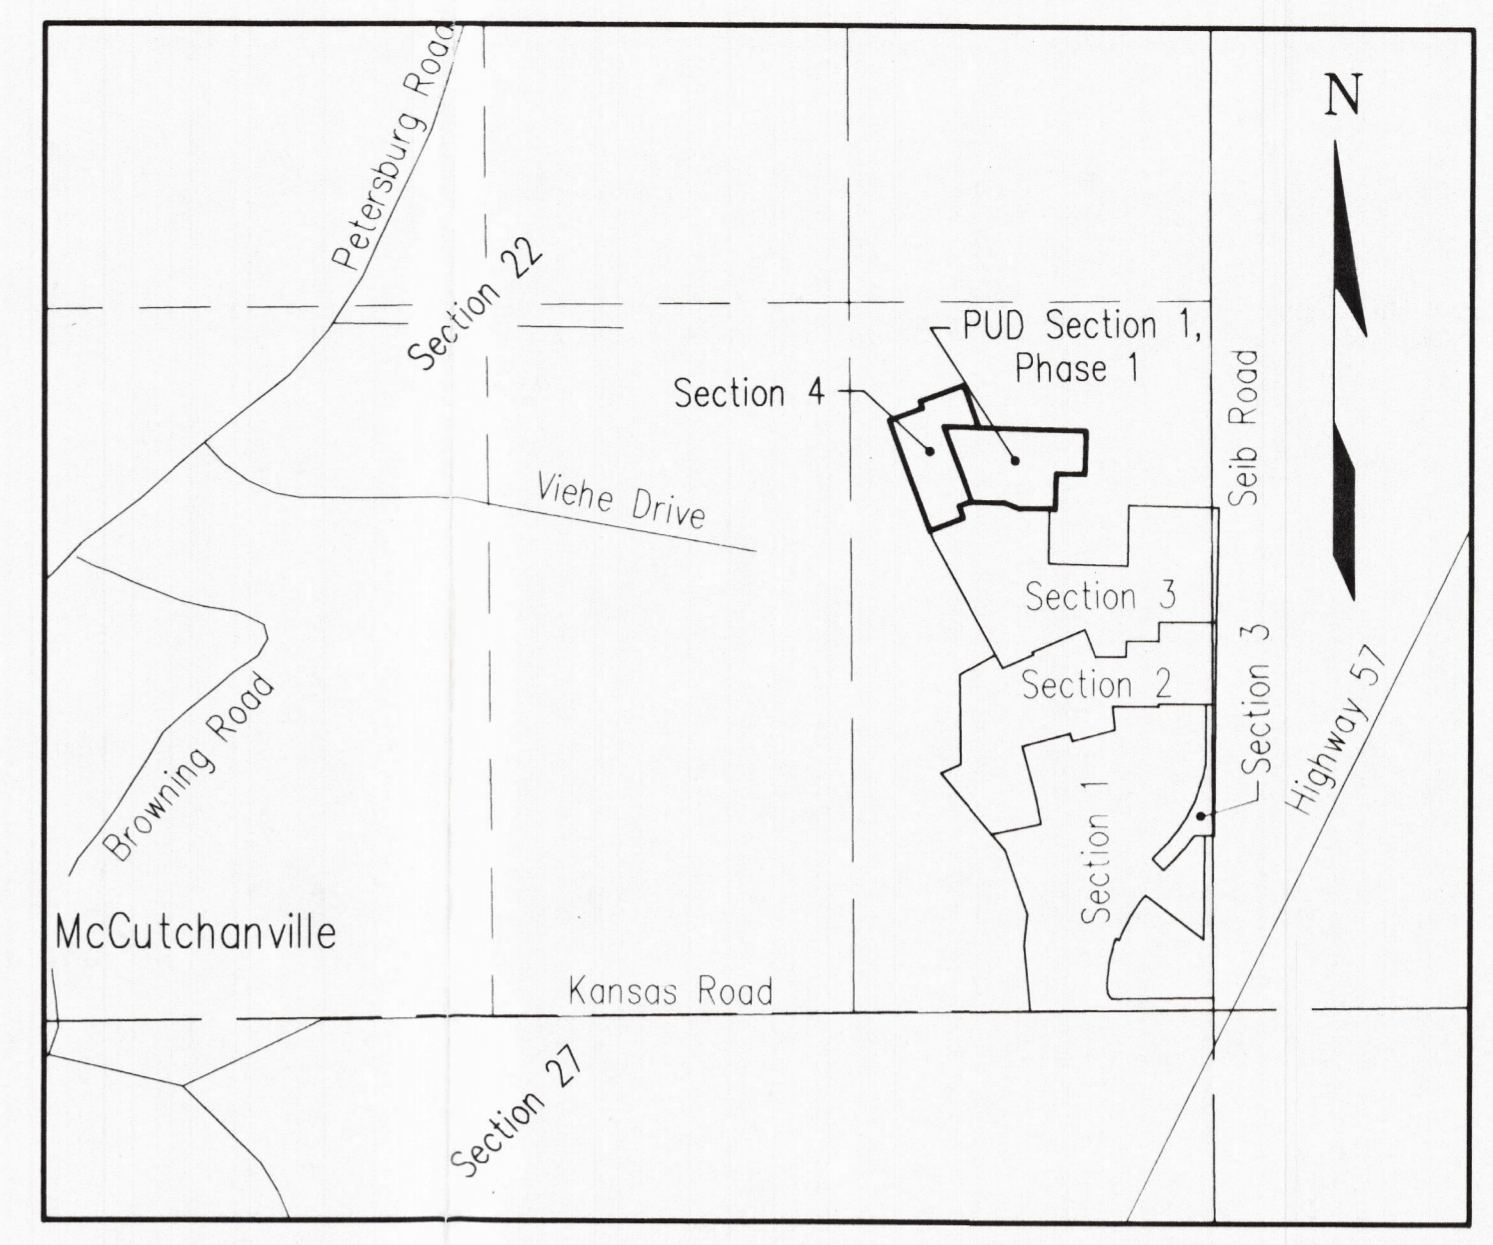 Petersburg Road
N
Section 22
PUD Section 1,
Phase 1
Section 4
Seib Road
Viehe Drive
Section 3
Section 3
Section 2
Highway 57
Browning Road
Section 1
McCutchanville
Kansas Road
Section 27